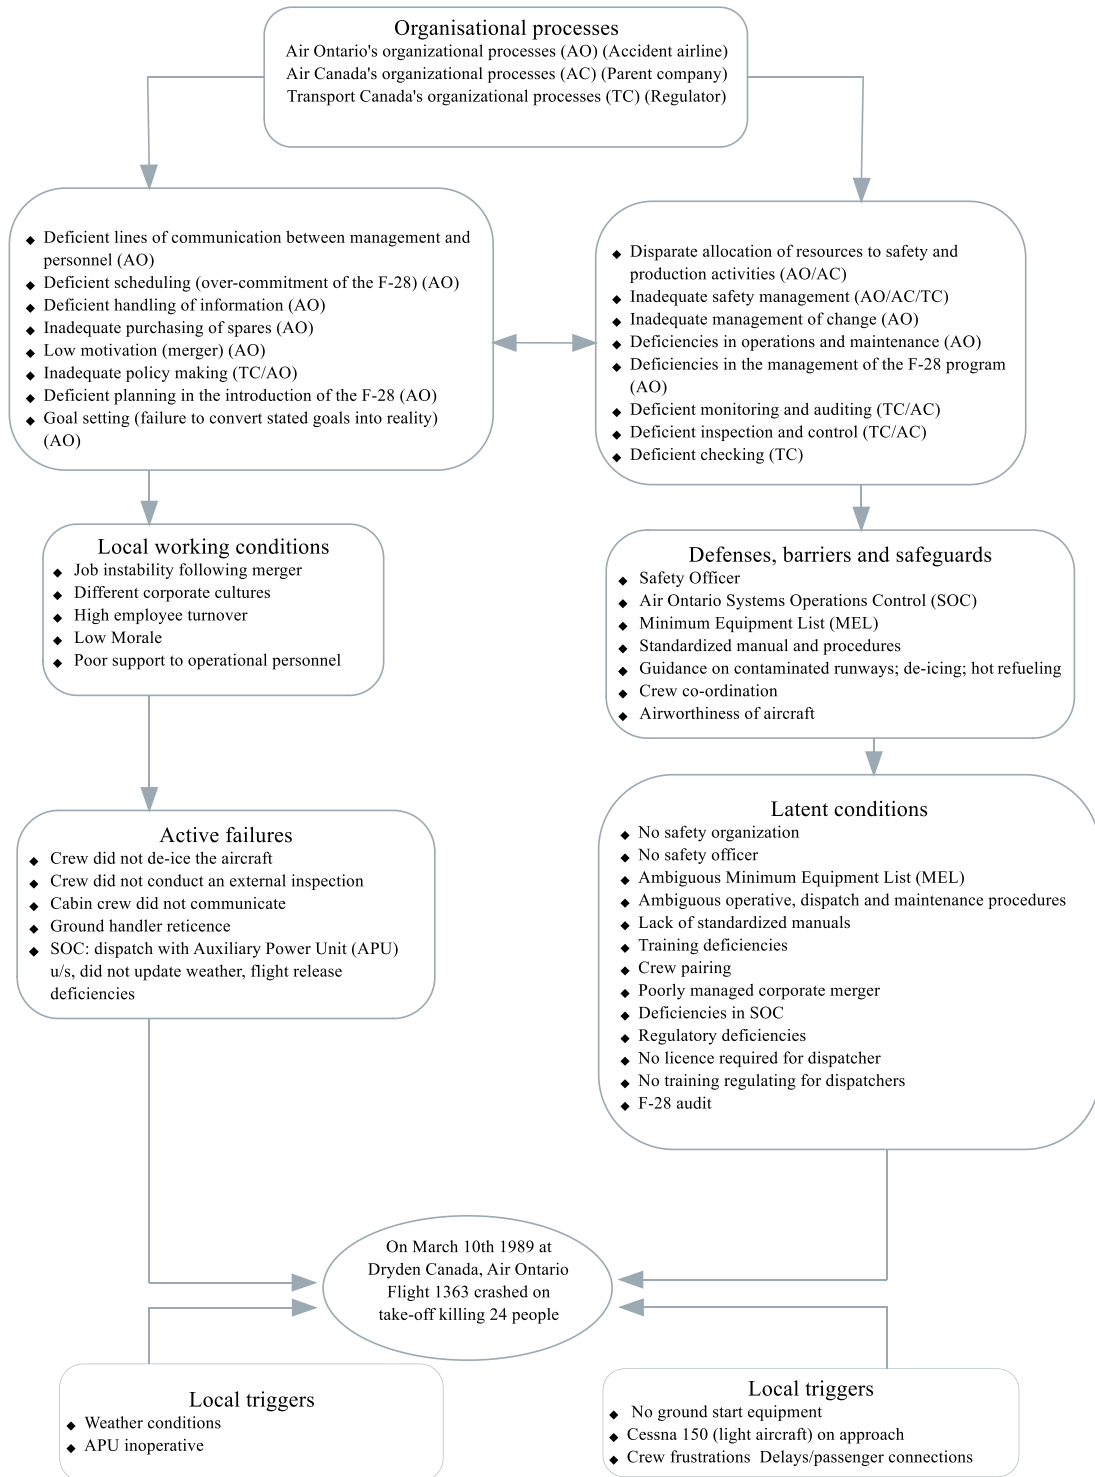 Organisational processes
Air Ontario's organizational processes (AO) (Accident airline)
Air Canada's organizational processes (AC) (Parent company)
Transport Canada's organizational processes (TC) (Regulator)
Deficient lines of communication between management and
personnel (AO)
Deficient scheduling (over-commitment of the F-28) (AO)
Deficient handling of information (AO)
Inadequate purchasing of spares (AO)
Low motivation (merger) (AO)
Inadequate policy making (TC/AO)
Deficient planning in the introduction of the F-28 (AO)
Goal setting (failure to convert stated goals into reality)
(AO)
Disparate allocation of resources to safety and
production activities (AO/AC)
Inadequate safety management (AO/AC/TC)
Inadequate management of change (AO)
Deficiencies in operations and maintenance (AO)
Deficiencies in the management of the F-28 program
(AO)
Deficient monitoring and auditing (TC/AC)
Deficient inspection and control (TC/AC)
Deficient checking (TC)
Local working conditions
Job instability following merger
Different corporate cultures
High employee turnover
Low Morale
Poor support to operational personnel
Defenses, barriers and safeguards
Safety Officer
Air Ontario Systems Operations Control (SOC)
Minimum Equipment List (MEL)
Standardized manual and procedures
Guidance on contaminated runways; de-icing; hot refueling
Crew co-ordination
Airworthiness of aircraft
Active failures
Crew did not de-ice the aircraft
Crew did not conduct an external inspection
Cabin crew did not communicate
Ground handler reticence
SOC: dispatch with Auxiliary Power Unit (APU)
u/s, did not update weather, flight release
deficiencies
Latent conditions
No safety organization
No safety officer
Ambiguous Minimum Equipment List (MEL)
Ambiguous operative, dispatch and maintenance procedures
Lack of standardized manuals
Training deficiencies
Crew pairing
Poorly managed corporate merger
Deficiencies in SOC
Regulatory deficiencies
No licence required for dispatcher
No training regulating for dispatchers
F-28 audit
On March 10th 1989 at
Dryden Canada, Air Ontario
Flight 1363 crashed on
take-off killing 24 people
Local triggers
Weather conditions
APU inoperative
Local triggers
No ground start equipment
Cessna 150 (light aircraft) on approach
Crew frustrations Delays/passenger connections